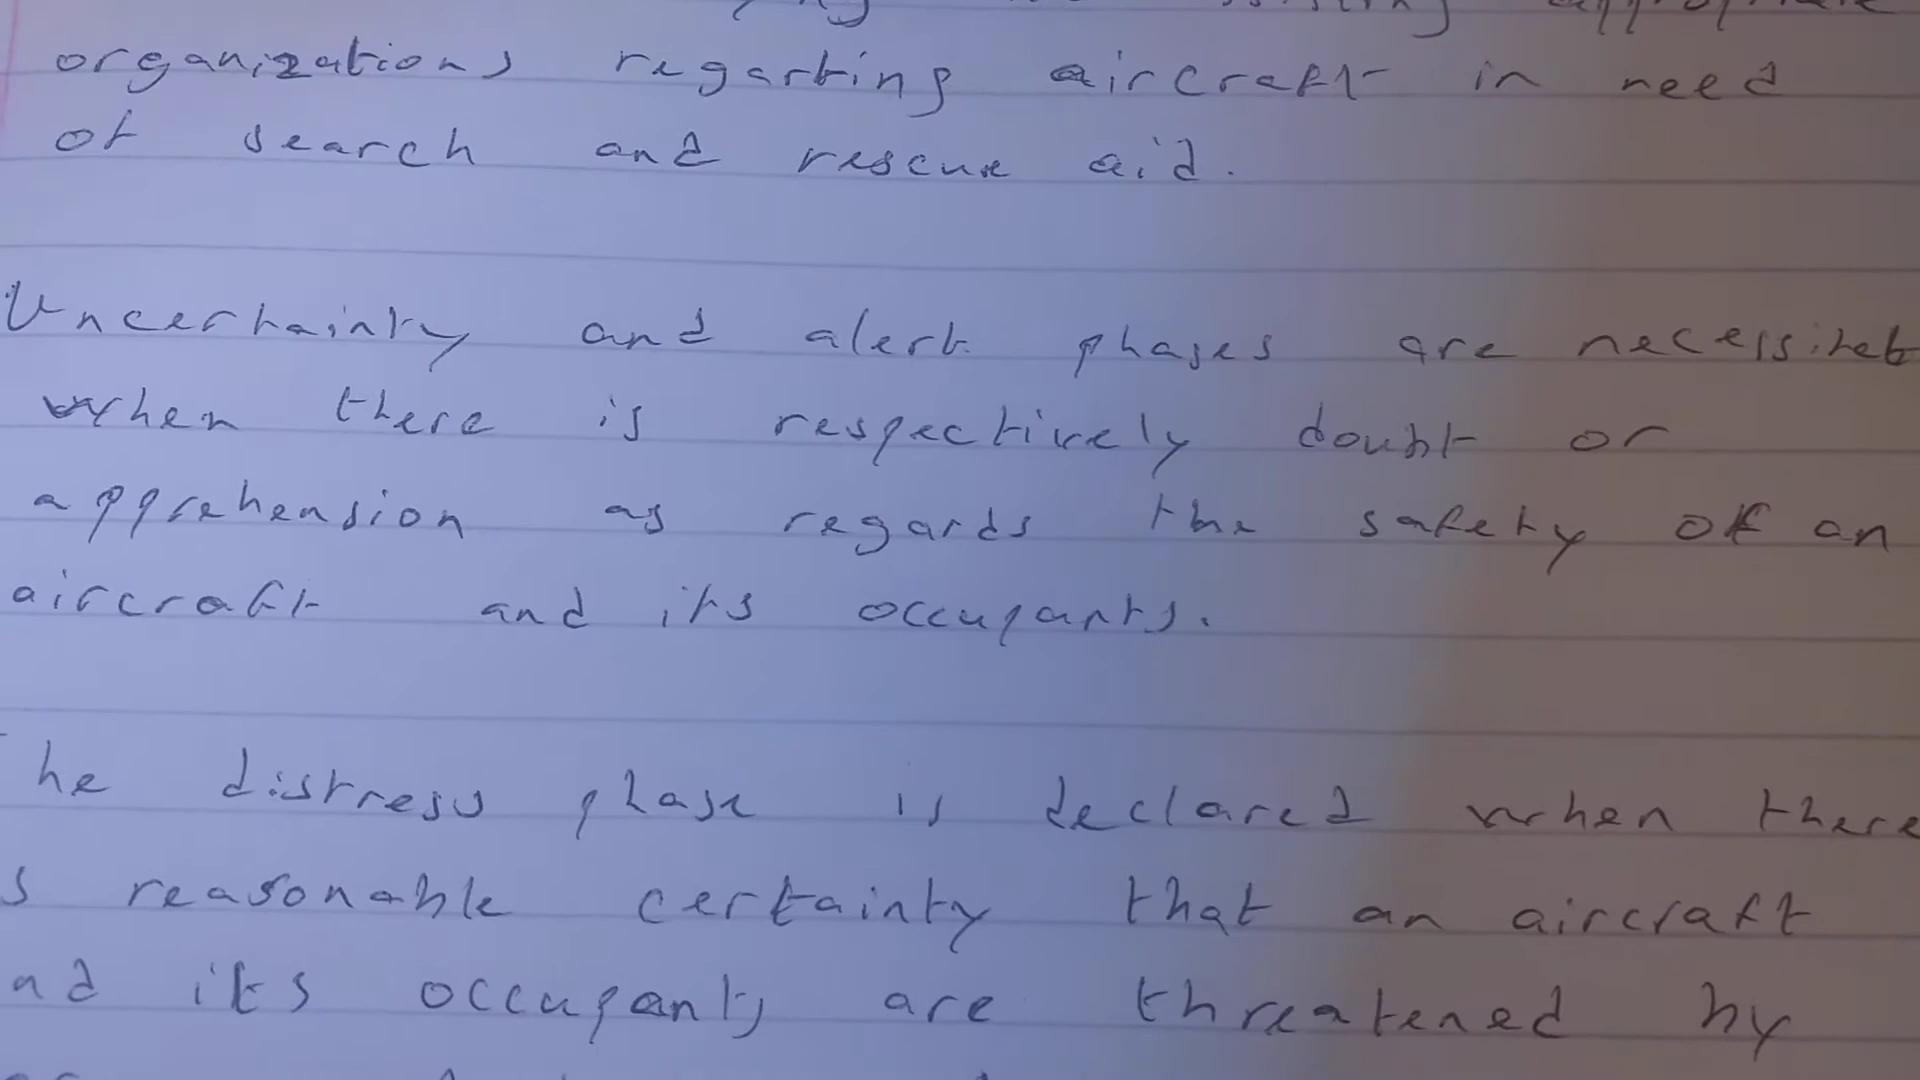 organizations regarding aircraft in need
of search and rescue aid.
Uncertainty and alert phases are
when there is respectively doubt or
apprehension as regards the safety of an
aircraft and its occupants.
he distress phase is declared when there
s reasonable certainty that an aircraft
nd its occupants are threatened by